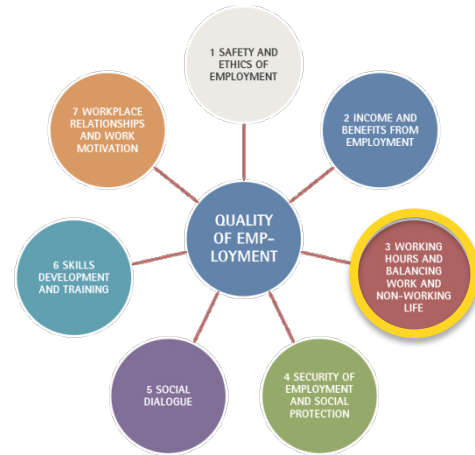 1 SAFETY AND
ETHICS OF
EMPLOYMENT
2 INCOME AND
BENEFITS FROM
EMPLOYMENT
3 WORKING
HOURS AND
BALANCING
WORK AND
NON-WORKING
LIFE
4 SECURITY OF
EMPLOYMENT
AND SOCIAL
PROTECTION
5 SOCIAL
DIALOGUE
6 SKILLS
DEVELOPMENT
AND TRAINING
7 WORKPLACE
RELATIONSHIPS
AND WORK
MOTIVATION
QUALITY
OF EMP-
LOYMENT